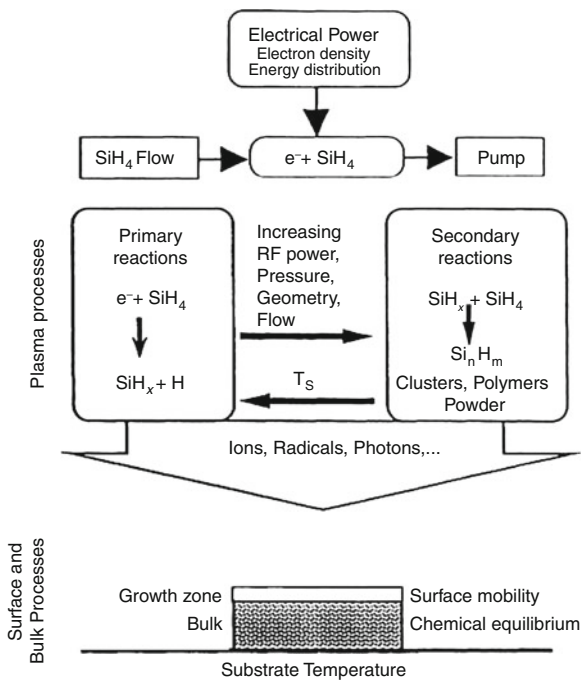 Electrical Power
Electron density
Energy distribution
SiH₄ Flow
e⁻+ SiH₄
Pump
Plasma processes
Primary
reactions
e⁻+ SiH₄
SiHₓ + H
Increasing
RF power,
Pressure,
Geometry,
Flow
Tₛ
Secondary
reactions
SiHₓ + SiH₄
SiₙHₘ
Clusters, Polymers
Powder
Ions, Radicals, Photons,...
Surface and
Bulk Processes
Growth zone
Bulk
Surface mobility
Chemical equilibrium
Substrate Temperature